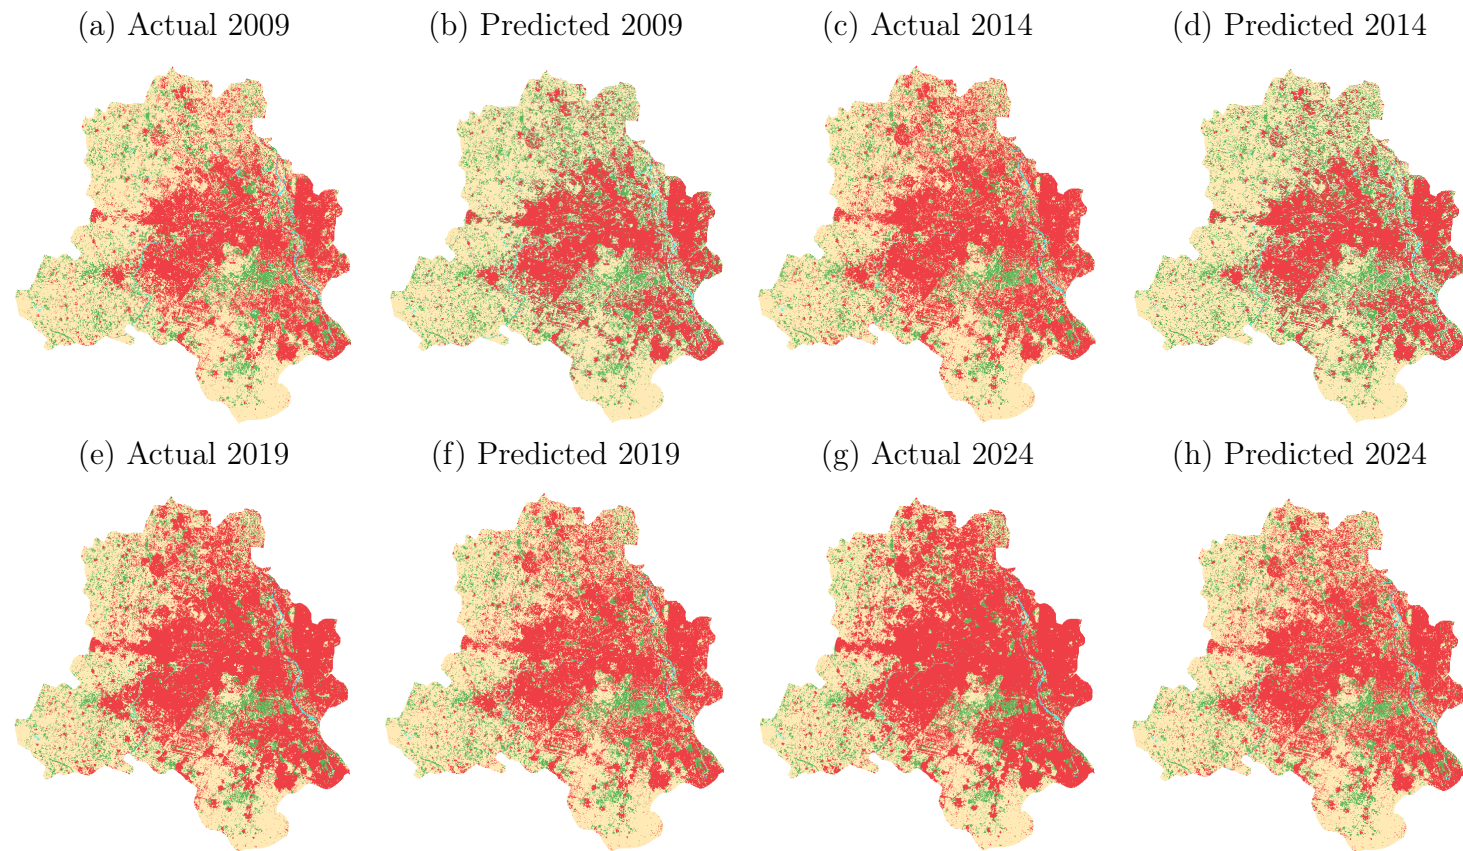 (a) Actual 2009
(b) Predicted 2009
(c) Actual 2014
(d) Predicted 2014
(e) Actual 2019
(f) Predicted 2019
(g) Actual 2024
(h) Predicted 2024